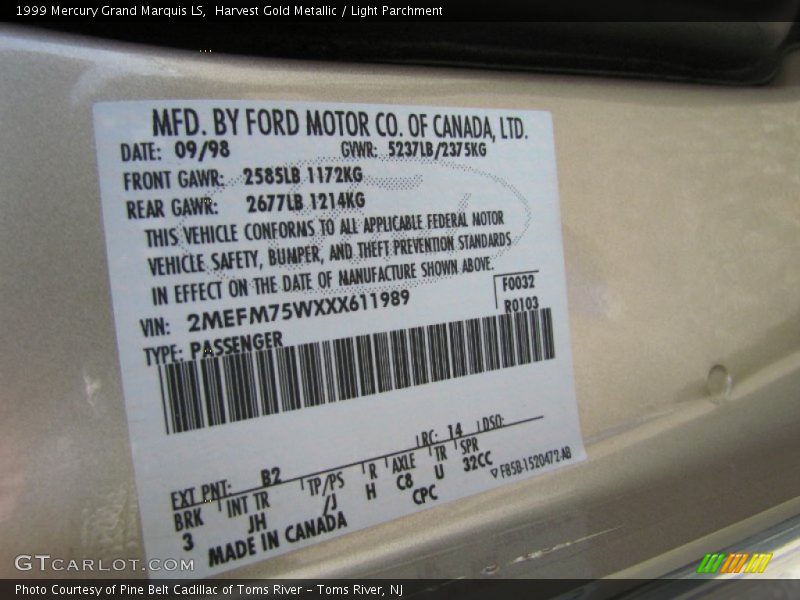 1999 Mercury Grand Marquis LS,  Harvest Gold Metallic / Light Parchment
MFD. BY FORD MOTOR CO. OF CANADA, LTD.
DATE: 09/98 GVWR: 5237LB/2375KG
FRONT GAWR: 2585LB 1172KG
REAR GAWR: 2677LB 1214KG
THIS VEHICLE CONFORMS TO ALL APPLICABLE FEDERAL MOTOR
VEHICLE SAFETY, BUMPER, AND THEFT PREVENTION STANDARDS
IN EFFECT ON THE DATE OF MANUFACTURE SHOWN ABOVE.
F0032
VIN: 2MEFM75WXXX611989
R0103
TYPE: PASSENGER
RC: 14 DSO:
EXT PNT: B2
BRK INT TR TP/PS R AXLE TR SPR
3 JH /J H C8 U 32CC
CPC
▽F85B-1520472-AB
MADE IN CANADA
GTCARLOT.COM
Photo Courtesy of Pine Belt Cadillac of Toms River – Toms River, NJ